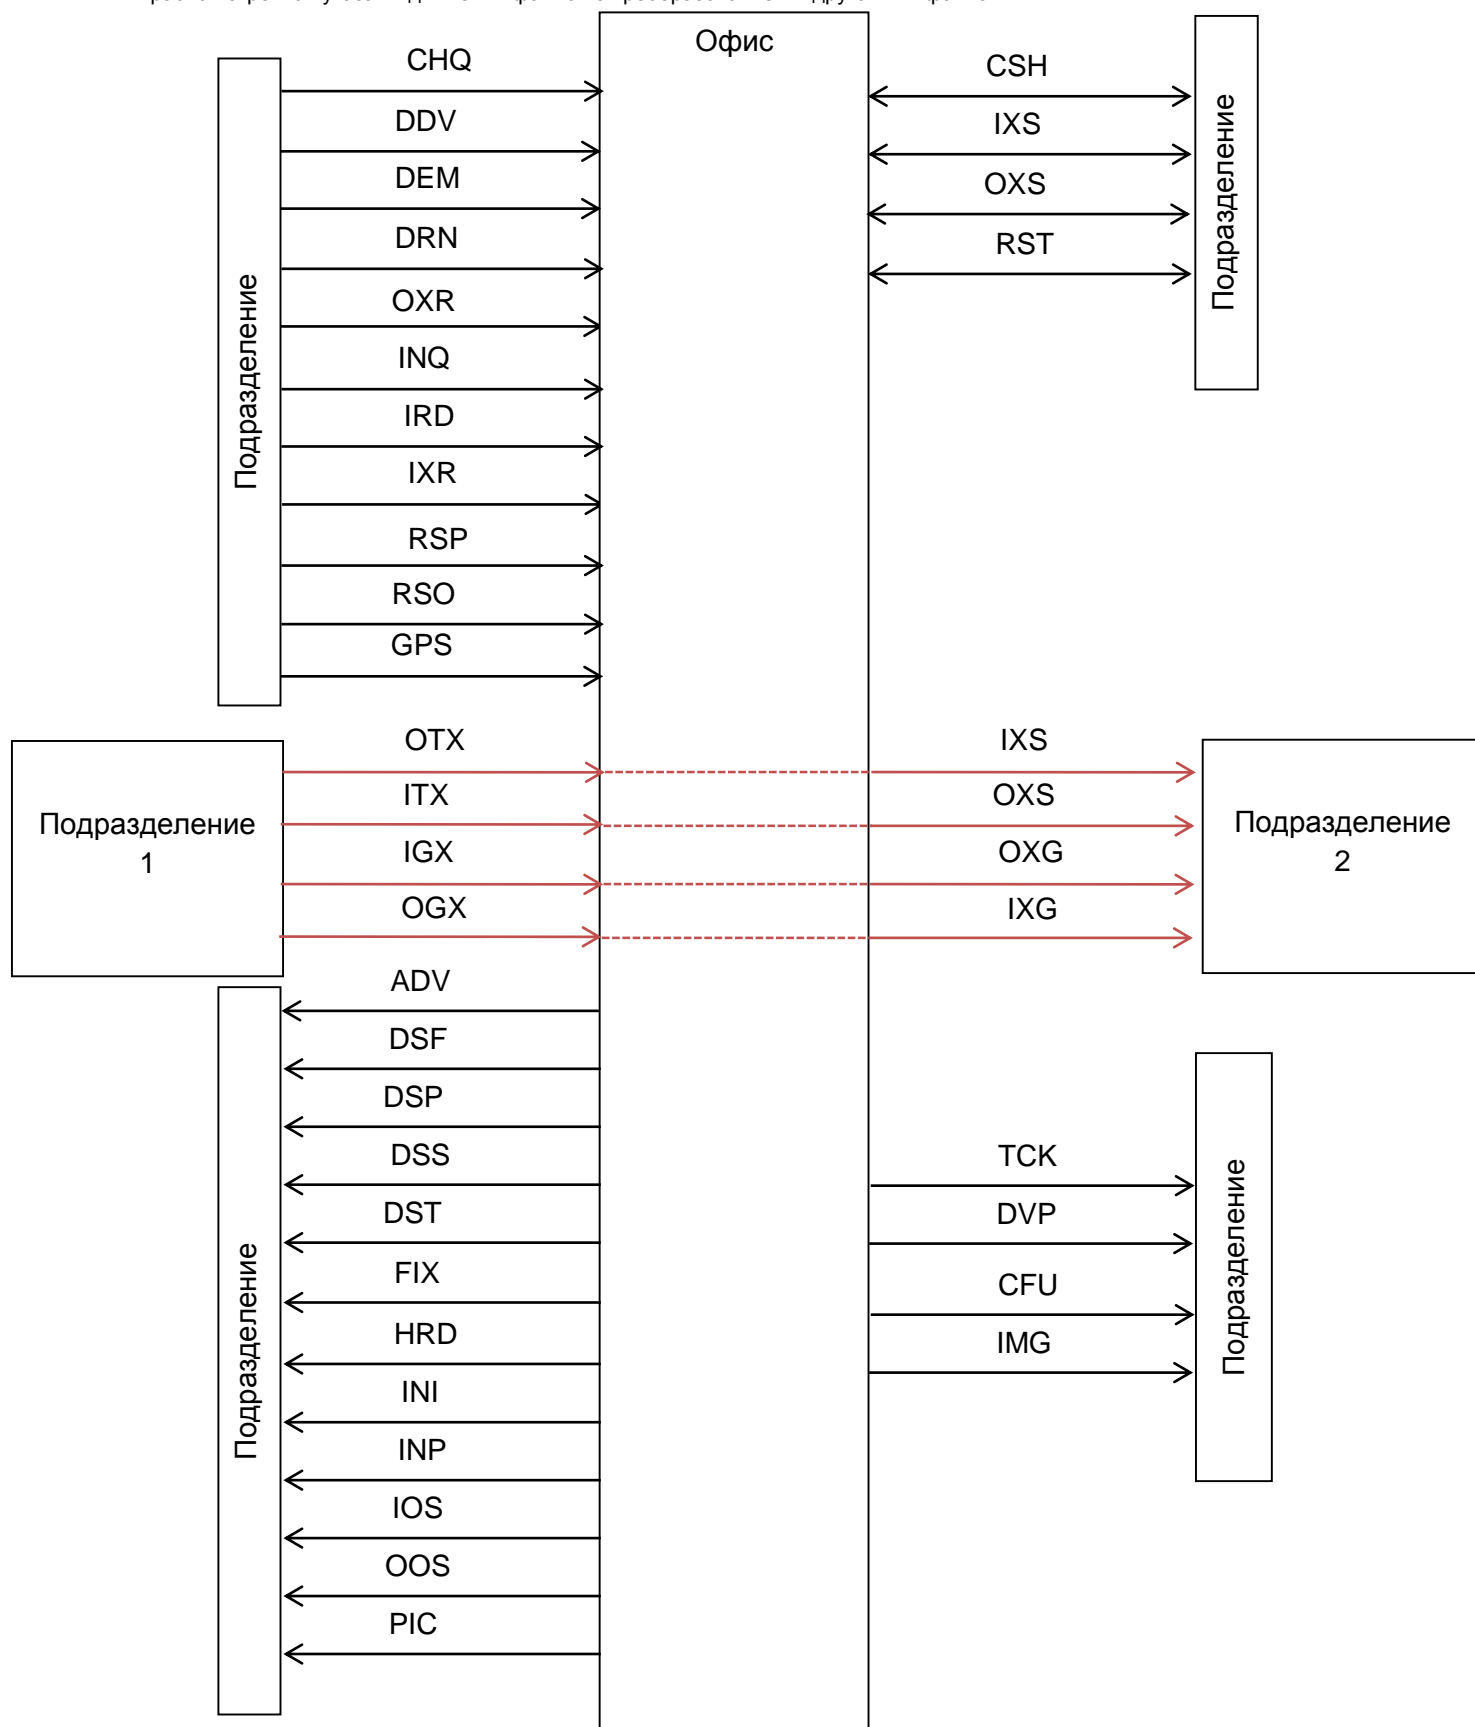 Офис
CHQ
DDV
DEM
DRN
OXR
INQ
IRD
IXR
RSP
RSO
GPS
Подразделение
CSH
IXS
OXS
RST
Подразделение
Подразделение
1
OTX
ITX
IGX
OGX
IXS
OXS
OXG
IXG
Подразделение
2
ADV
DSF
DSP
DSS
DST
FIX
HRD
INI
INP
IOS
OOS
PIC
Подразделение
TCK
DVP
CFU
IMG
Подразделение